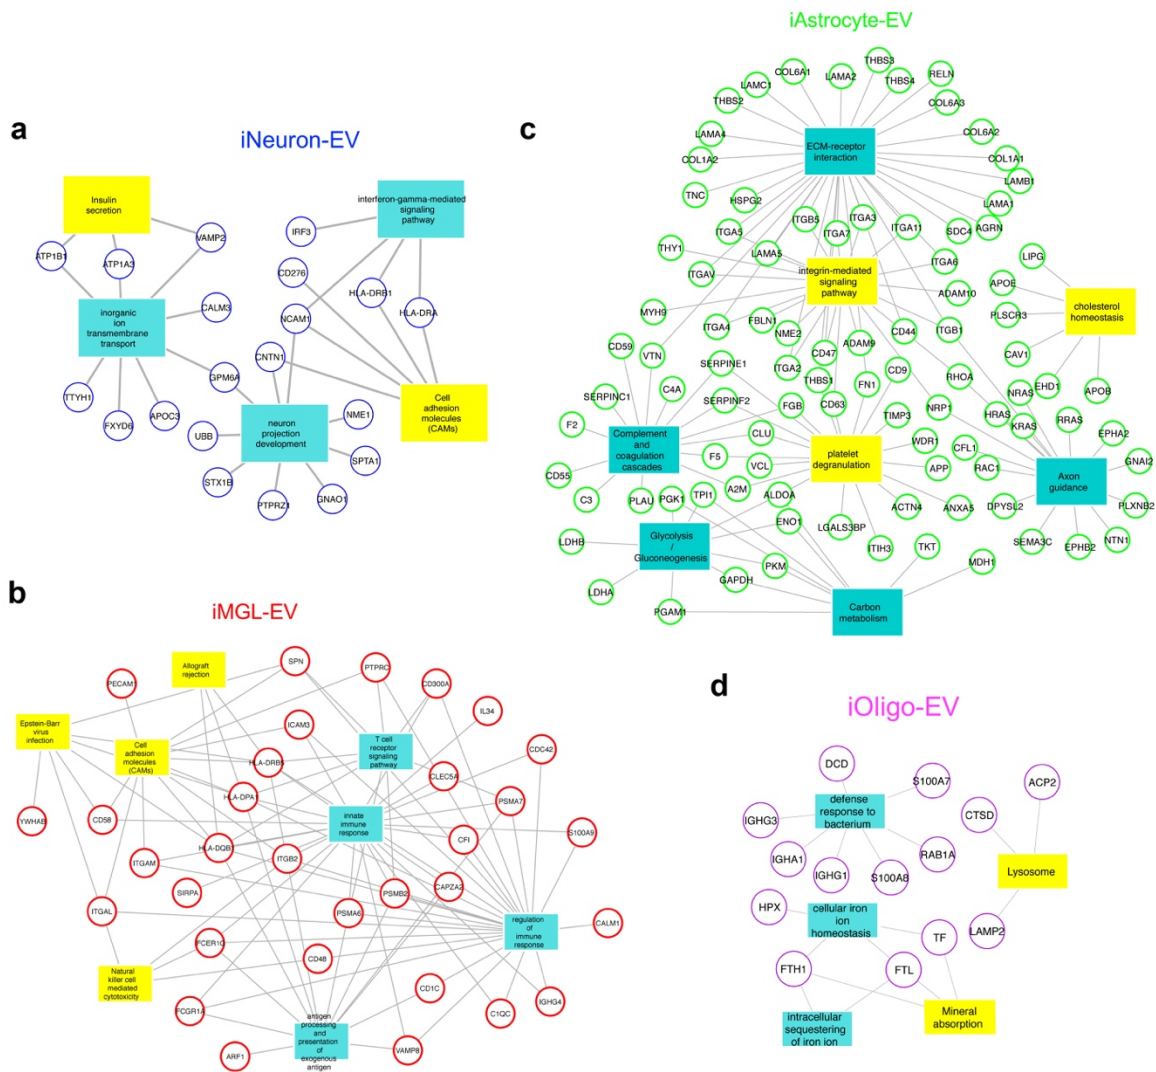 a
iNeuron-EV
Insulin
secretion
interferon-gamma-mediated
signaling
pathway
IRF3
VAMP2
ATP1B1
ATP1A3
CD276
HLA-DRB1
HLA-DRA
inorganic
ion
transmembrane
transport
CALM3
NCAM1
CNTN1
GPM6A
TTYH1
FXYD6
APOC3
Cell
adhesion
molecules
(CAMs)
NME1
UBB
neuron
projection
development
SPTA1
STX1B
PTPRZ1
GNAO1
b
iMGL-EV
Allograft
rejection
SPN
PTPRC
CD300A
PECAM1
IL34
Epstein-Barr
virus
infection
Cell
adhesion
molecules
(CAMs)
ICAM3
T cell
receptor
signaling
pathway
CDC42
HLA-DRB5
CLEC5A
HLA-DPA1
PSMA7
YWHAB
CD58
innate
immune
response
S100A9
HLA-DQB1
CFI
ITGAM
ITGB2
SIRPA
PSMB2
CAPZA2
ITGAL
PSMA6
regulation
of
immune
response
CALM1
FCER1G
CD48
Natural
killer cell
mediated
cytotoxicity
CD1C
FCGR1A
C1QC
IGHG4
antigen
processing
and
presentation
of
exogenous
antigen
ARF1
VAMP8
c
iAstrocyte-EV
THBS3
COL6A1
LAMA2
THBS4
RELN
LAMC1
THBS2
COL6A3
LAMA4
ECM-receptor
interaction
COL6A2
COL1A2
COL1A1
LAMB1
TNC
HSPG2
LAMA1
ITGB5
ITGA3
ITGA5
ITGA7
ITGA11
SDC4
AGRN
THY1
LAMA5
ITGA6
LIPG
ITGAV
integrin-mediated
signaling
pathway
APOE
ADAM10
cholesterol
homeostasis
MYH9
FBLN1
PLSCR3
ITGA4
NME2
CD44
ITGB1
CD59
ADAM9
VTN
CD47
CAV1
SERPINE1
ITGA2
CD9
RHOA
C4A
THBS1
FN1
EHD1
NRAS
APOB
SERPINC1
SERPINF2
FGB
CD63
NRP1
TIMP3
HRAS
RRAS
F2
Complement
and
coagulation
cascades
CLU
KRAS
EPHA2
platelet
degranulation
WDR1
CFL1
F5
GNAI2
VCL
APP
RAC1
Axon
guidance
CD55
C3
PLAU
PGK1
TPI1
A2M
ALDOA
DPYSL2
PLXNB2
ACTN4
ANXA5
ENO1
LGALS3BP
NTN1
LDHB
Glycolysis
/
Gluconeogenesis
ITIH3
SEMA3C
EPHB2
TKT
MDH1
PKM
GAPDH
LDHA
Carbon
metabolism
PGAM1
d
iOligo-EV
DCD
S100A7
ACP2
defense
response to
bacterium
IGHG3
CTSD
IGHA1
RAB1A
Lysosome
IGHG1
S100A8
HPX
cellular iron
ion
homeostasis
TF
LAMP2
FTH1
FTL
intracellular
sequestering
of iron ion
Mineral
absorption